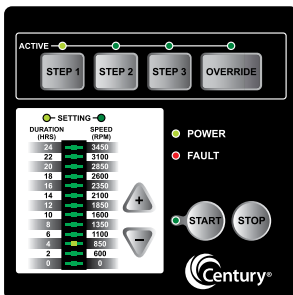 ACTIVE
STEP 1 STEP 2 STEP 3 OVERRIDE
SETTING
DURATION (HRS) SPEED (RPM)
24 3450
22 3100
20 2850
18 2600
16 2350
14 2100
12 1850
10 1600
8 1350
6 1100
4 850
2 600
0 0
POWER
FAULT
+
−
START STOP
Century®